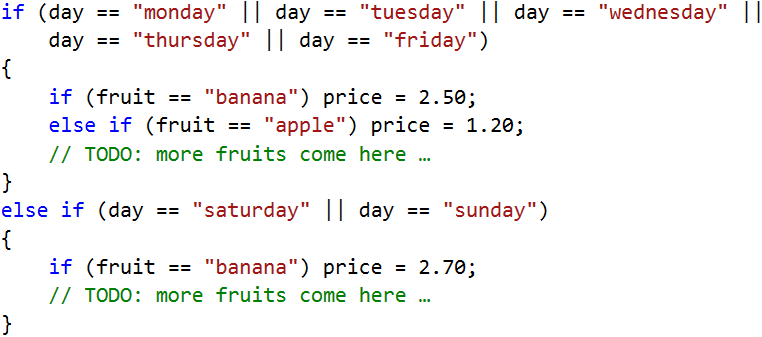 if (day == "monday" || day == "tuesday" || day == "wednesday" ||
    day == "thursday" || day == "friday")
{
    if (fruit == "banana") price = 2.50;
    else if (fruit == "apple") price = 1.20;
    // TODO: more fruits come here …
}
else if (day == "saturday" || day == "sunday")
{
    if (fruit == "banana") price = 2.70;
    // TODO: more fruits come here …
}